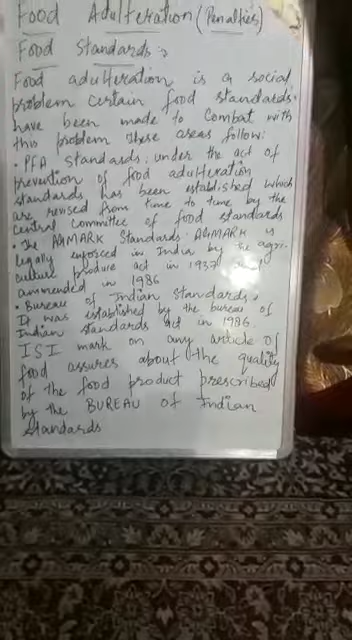 Food Adulteration (Penalties)
Food Standards :-
Food adulteration is a social
problem certain food standards
have been made to Combat with
this problem these areas follow:
• PFA Standards: under the act of
prevention of food adulteration
standards has been established which
are revised from time to time by the
central committee of food standards
• The AGMARK Standards: AGMARK is
legally enforced in India by the agri-
culture produce act in 1937 and
ammended in 1986
• Bureau of Indian Standards.
It was established by the bureau of
Indian standards act in 1986.
ISI mark on any article of
food assures about the quality
of the food product prescribed
by the BUREAU of Indian
Standards